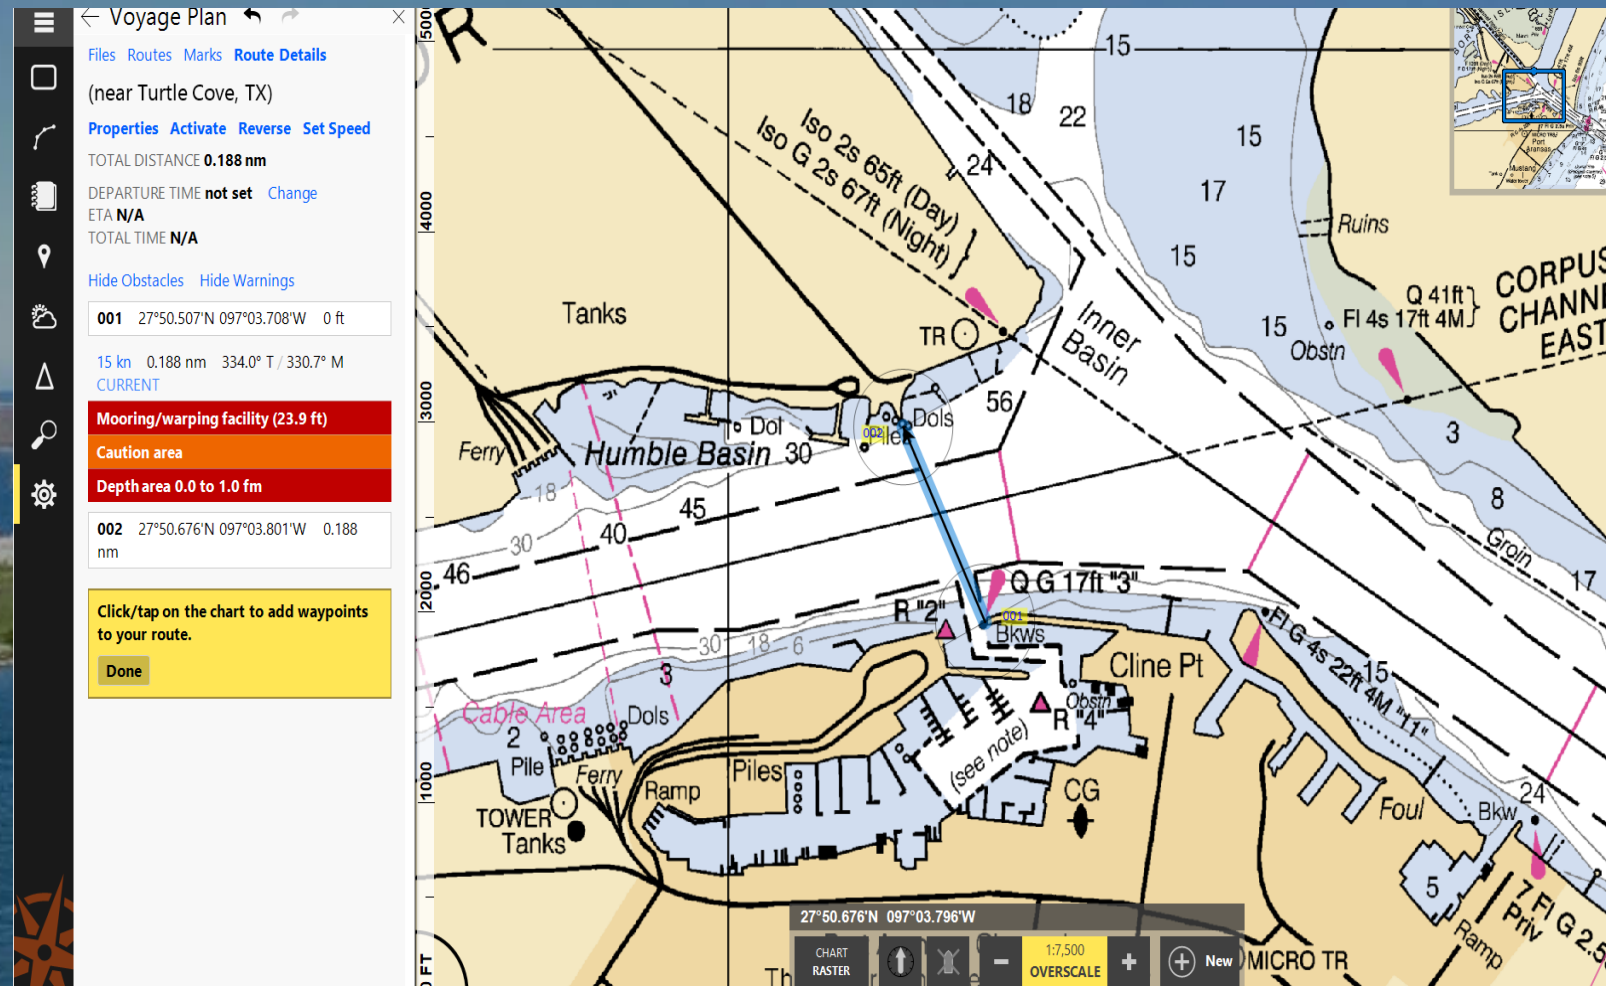 Voyage Plan
Files Routes Marks Route Details
(near Turtle Cove, TX)
Properties Activate Reverse Set Speed
TOTAL DISTANCE 0.188 nm
DEPARTURE TIME not set Change
ETA N/A
TOTAL TIME N/A
Hide Obstacles Hide Warnings
001 27°50.507'N 097°03.708'W 0 ft
15 kn 0.188 nm 334.0° T / 330.7° M
CURRENT
Mooring/warping facility (23.9 ft)
Caution area
Depth area 0.0 to 1.0 fm
002 27°50.676'N 097°03.801'W 0.188
nm
Click/tap on the chart to add waypoints
to your route.
Done
R
15
18
22
15
24
17
15
Iso 2s 65ft (Day)
Iso G 2s 67ft (Night)
Ruins
4000
Tanks
TR
Inner
Basin
15
Obstn
Q 41ft
Fl 4s 17ft 4M
CORPUS
CHANNE
EAST
3000
56
Dols
002
Dol
Ferry
Humble Basin 30
3
8
18
45
40
30
46
Groin
17
2000
Q G 17ft "3"
R "2"
001
Bkws
30
18
6
3
Cline Pt
Fl G 4s 22ft 4M "11"
15
Cable Area
Dols
2
Pile
Obstn
R "4"
(see note)
Ferry
Piles
Ramp
TOWER
Tanks
1000
CG
Foul
Bkw
24
5
7 Fl G 2.5s
Priv
Ramp
MICRO TR
FT
27°50.676'N 097°03.796'W
CHART
RASTER
1:7,500
OVERSCALE
New
Port
Aransas
Mustang